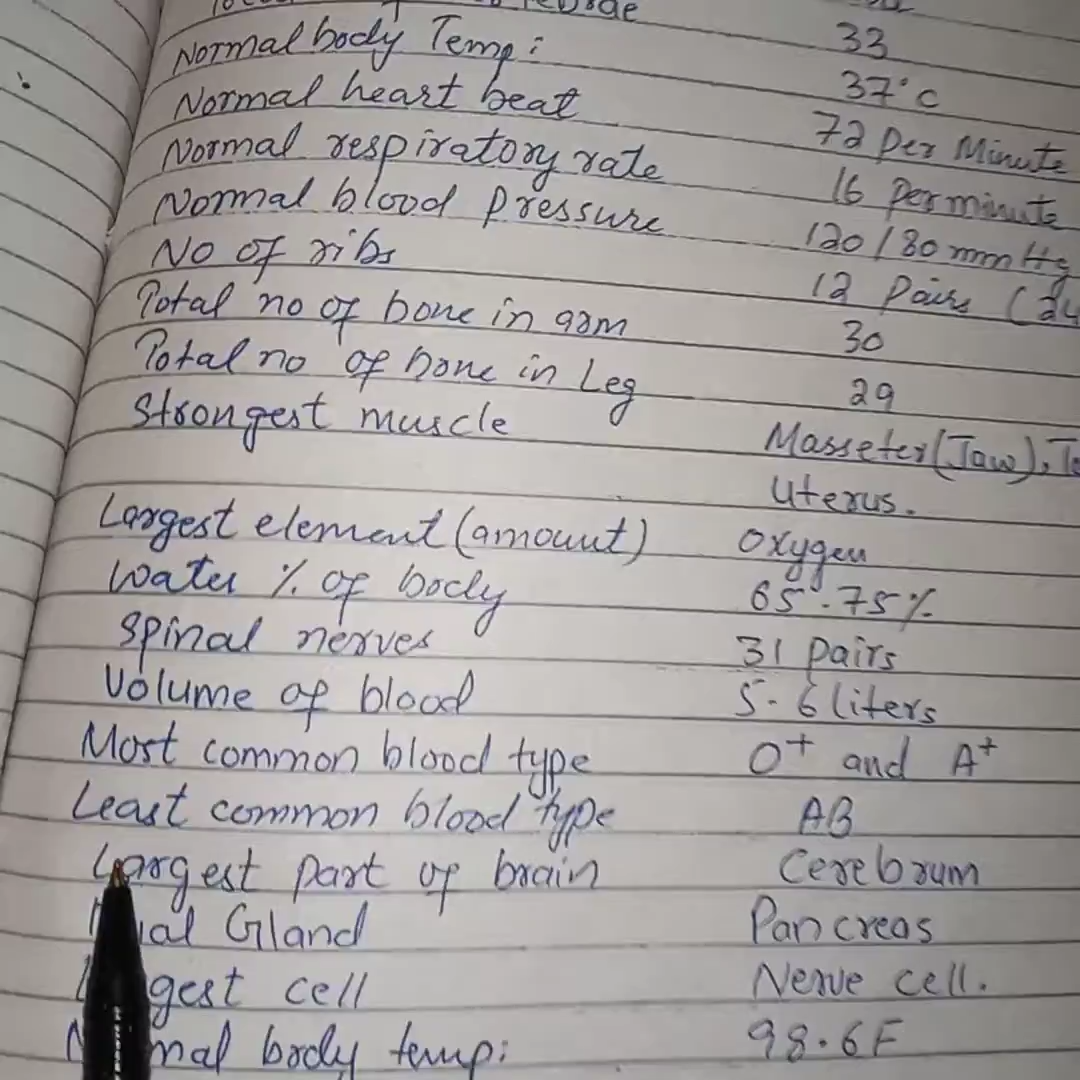 33
Normal body Temp: 37°C
Normal heart beat 72 Per Minute
Normal respiratory rate 16 Per minute
Normal blood Pressure 120/80 mmHg
No of ribs 12 Pairs (24
Total no of bone in arm 30
Total no of bone in Leg 29
Strongest muscle Masseter (Jaw),
Uterus.
Largest element (amount) Oxygen
Water % of body 65-75%
Spinal nerves 31 Pairs
Volume of blood 5-6 liters
Most common blood type O+ and A+
Least common blood type AB
Largest part of brain Cerebrum
Gland Pancreas
cell Nerve cell.
body temp: 98.6F